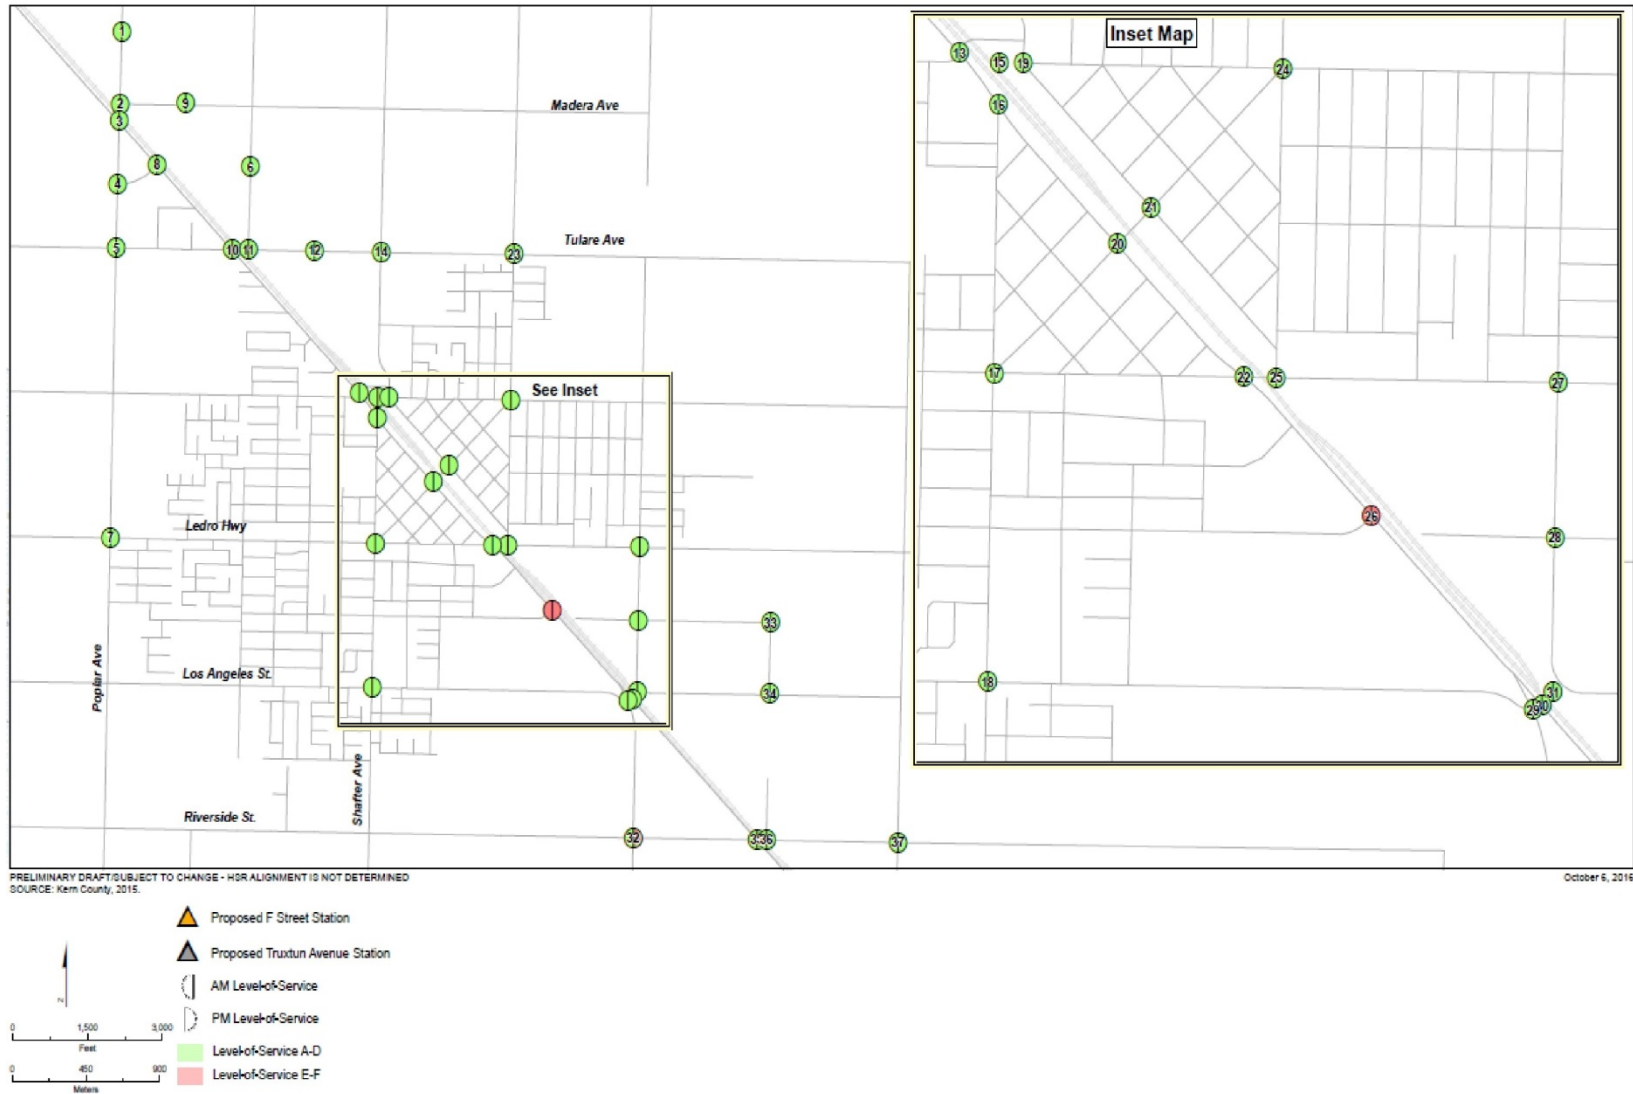 Inset Map
1
2
9
3
8
6
4
5
10
11
12
14
23
Madera Ave
Tulare Ave
13
15
19
24
16
21
20
17
22
25
27
26
28
18
31
30
29
See Inset
Ledro Hwy
7
33
Los Angeles St.
34
Poplar Ave
Shafter Ave
Riverside St.
32
36
37
PRELIMINARY DRAFT/SUBJECT TO CHANGE - HSR ALIGNMENT IS NOT DETERMINED
October 6, 2016
SOURCE: Kern County, 2015.
Proposed F Street Station
Proposed Truxtun Avenue Station
AM Level-of-Service
PM Level-of-Service
Level-of-Service A-D
Level-of-Service E-F
N
0 1,500 3,000
Feet
0 450 900
Meters